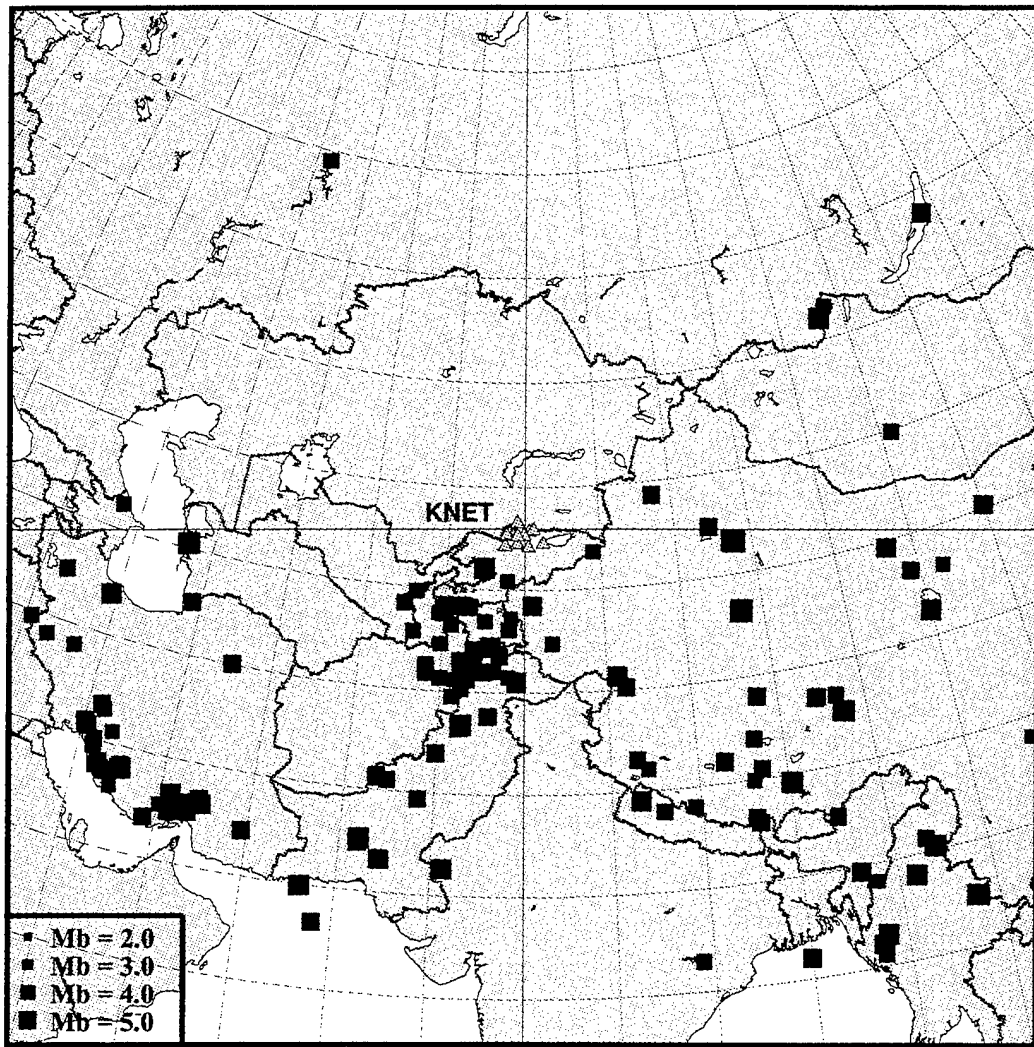 KNET
Mb = 2.0
Mb = 3.0
Mb = 4.0
Mb = 5.0